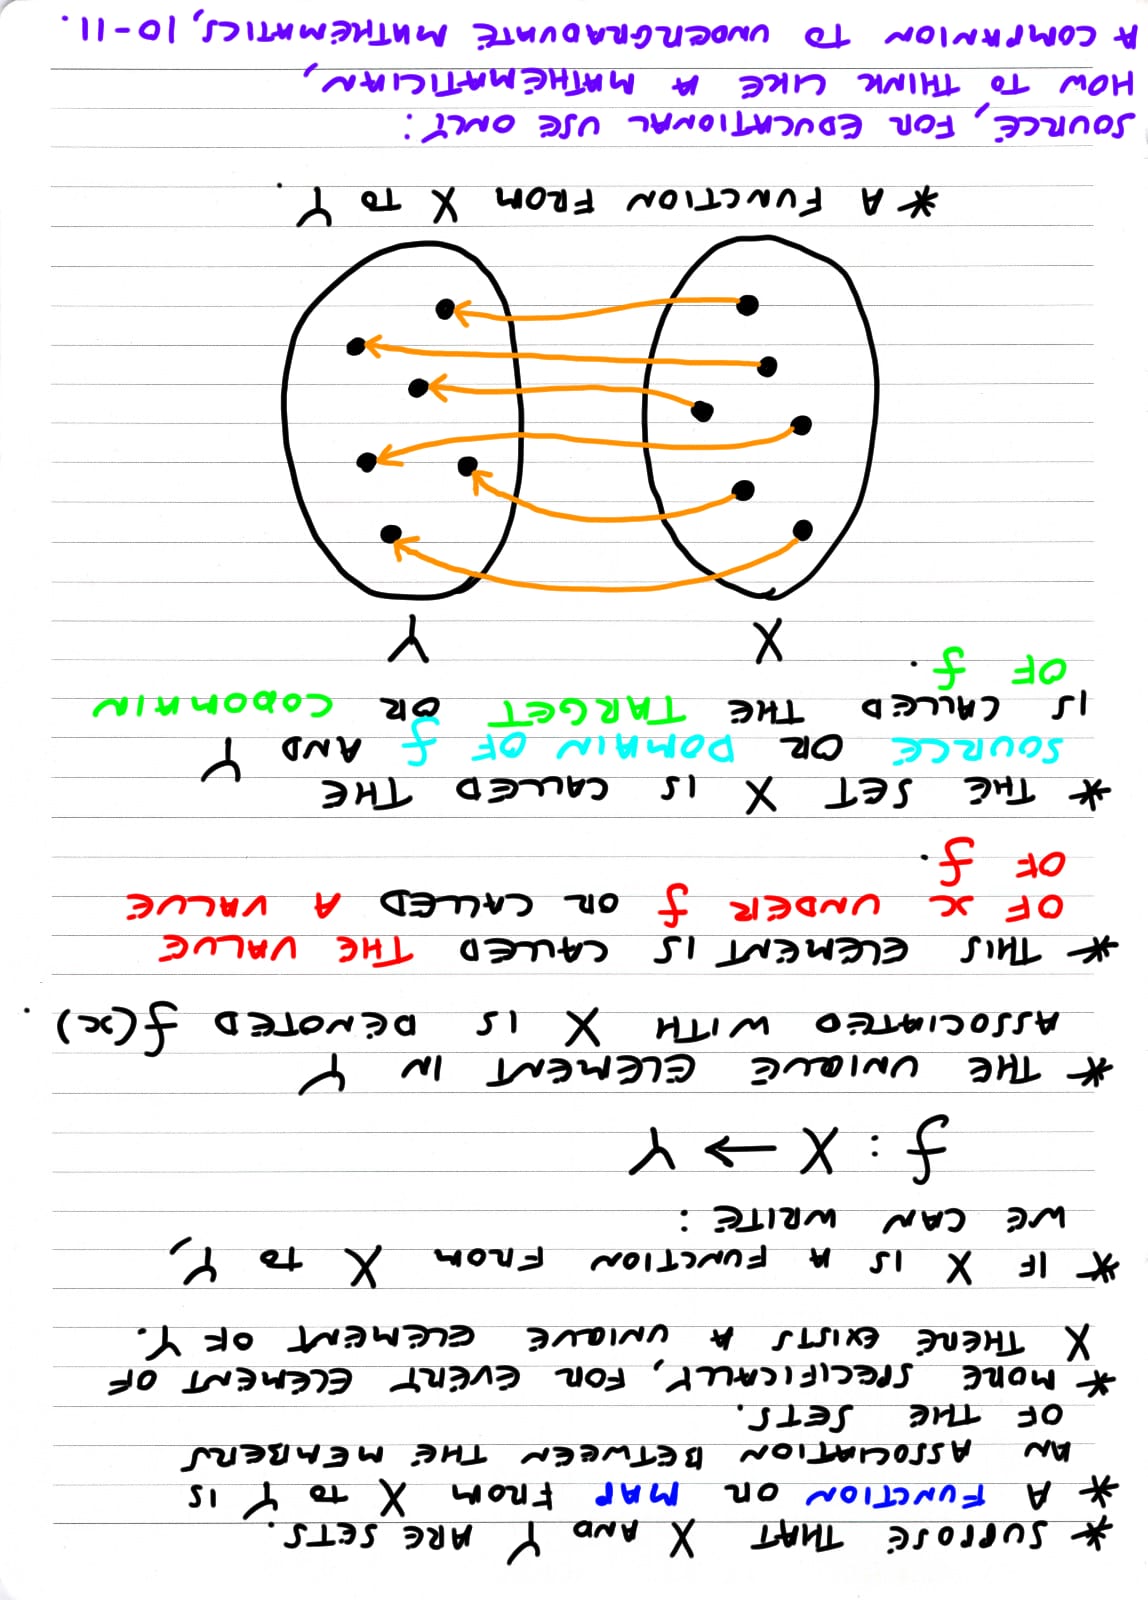 * SUPPOSE THAT X AND Y ARE SETS.
* A FUNCTION OR MAP FROM X TO Y IS
AN ASSOCIATION BETWEEN THE MEMBERS
OF THE SETS.
* MORE SPECIFICALLY, FOR EVERY ELEMENT OF
X THERE EXISTS A UNIQUE ELEMENT OF Y.
* IF X IS A FUNCTION FROM X TO Y,
WE CAN WRITE:
f : X → Y
* THE UNIQUE ELEMENT IN Y
ASSOCIATED WITH X IS DENOTED f(x).
* THIS ELEMENT IS CALLED THE VALUE
OF x UNDER f OR CALLED A VALUE
OF f.
* THE SET X IS CALLED THE
SOURCE OR DOMAIN OF f AND Y
IS CALLED THE TARGET OR CODOMAIN
OF f.
X Y
* A FUNCTION FROM X TO Y.
SOURCE, FOR EDUCATIONAL USE ONLY:
HOW TO THINK LIKE A MATHEMATICIAN,
A COMPANION TO UNDERGRADUATE MATHEMATICS, 10-11.